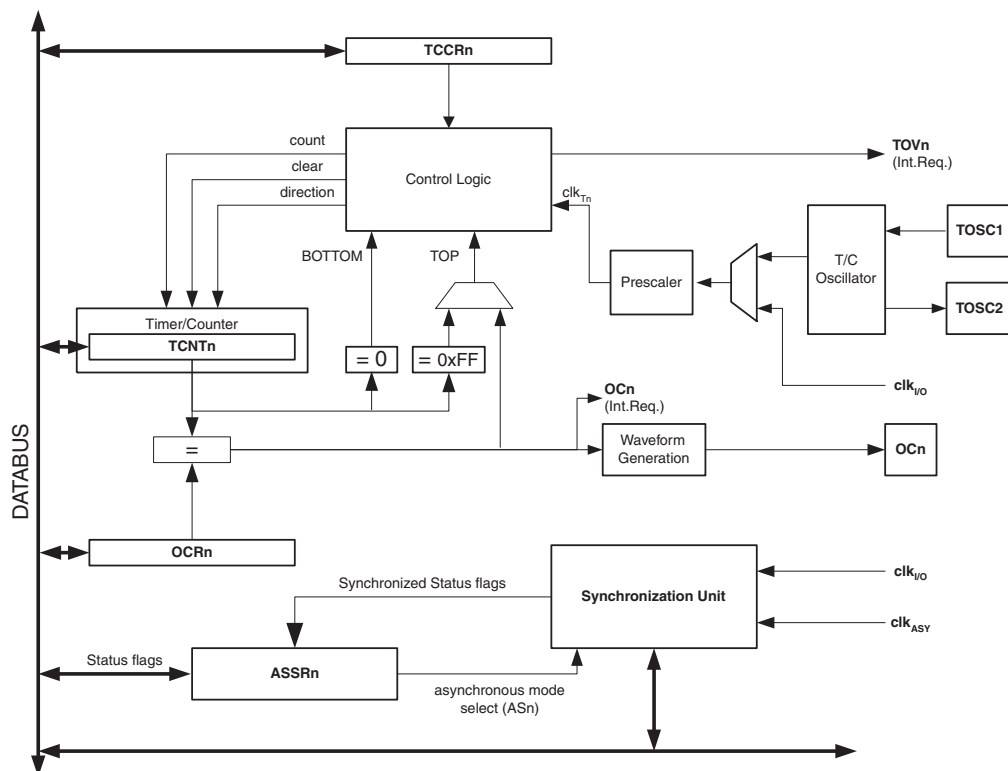 TCCRn
count
clear
direction
Control Logic
TOVn
(Int.Req.)
clkTn
BOTTOM
TOP
Prescaler
T/C
Oscillator
TOSC1
TOSC2
Timer/Counter
TCNTn
= 0
= 0xFF
clkI/O
OCn
(Int.Req.)
=
Waveform
Generation
OCn
DATABUS
OCRn
Synchronized Status flags
Synchronization Unit
clkI/O
clkASY
Status flags
ASSRn
asynchronous mode
select (ASn)